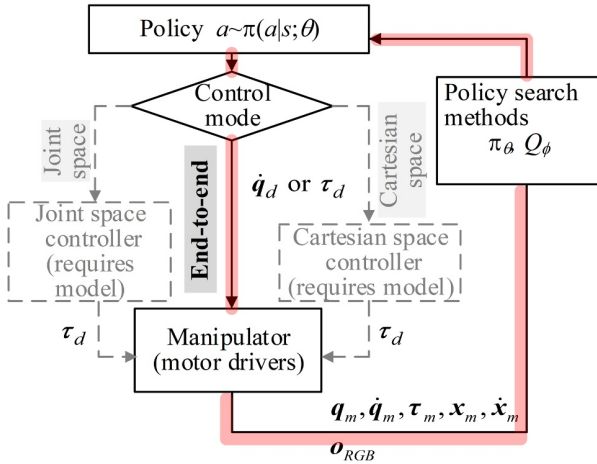 Policy a~π(a|s;θ)
Control
mode
Policy search
methods
π_θ, Q_ϕ
Joint
space
Cartesian
space
End-to-end
q̇_d or τ_d
Joint space
controller
(requires
model)
Cartesian space
controller
(requires model)
τ_d
τ_d
Manipulator
(motor drivers)
q_m, q̇_m, τ_m, x_m, ẋ_m
o_RGB